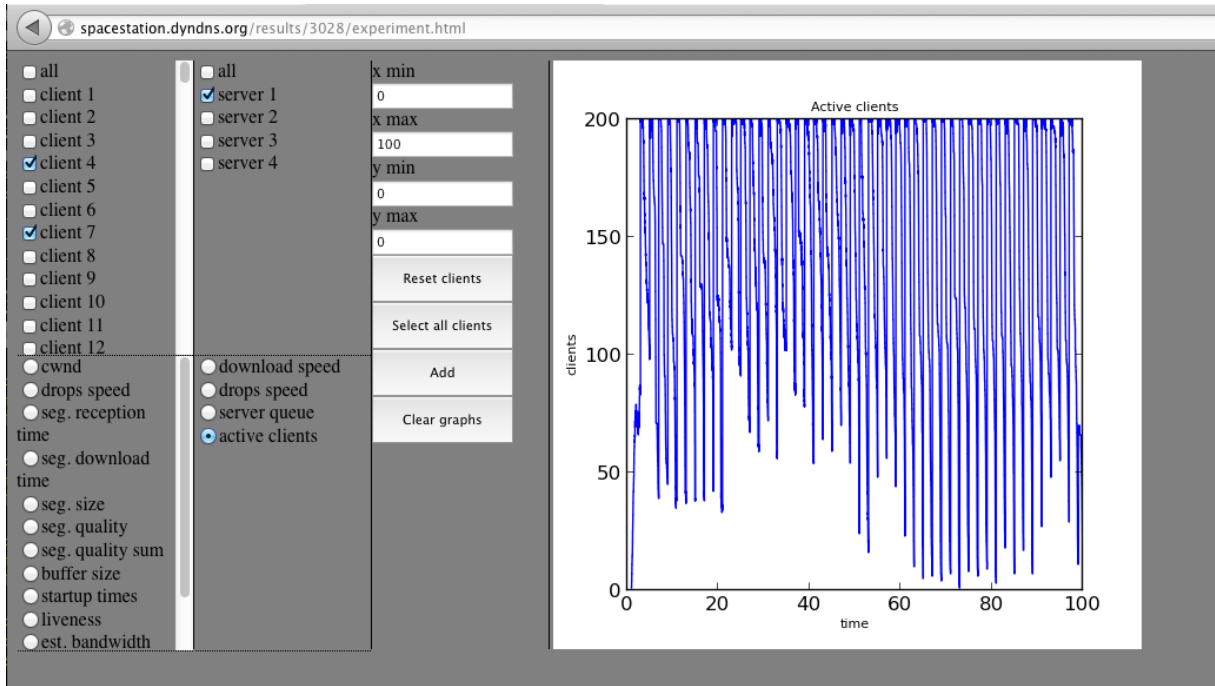 spacestation.dyndns.org/results/3028/experiment.html
all
client 1
client 2
client 3
client 4
client 5
client 6
client 7
client 8
client 9
client 10
client 11
client 12
all
server 1
server 2
server 3
server 4
cwnd
drops speed
seg. reception
time
seg. download
time
seg. size
seg. quality
seg. quality sum
buffer size
startup times
liveness
est. bandwidth
download speed
drops speed
server queue
active clients
x min
0
x max
100
y min
0
y max
0
Reset clients
Select all clients
Add
Clear graphs
Active clients
200
150
100
50
0
clients
0 20 40 60 80 100
time